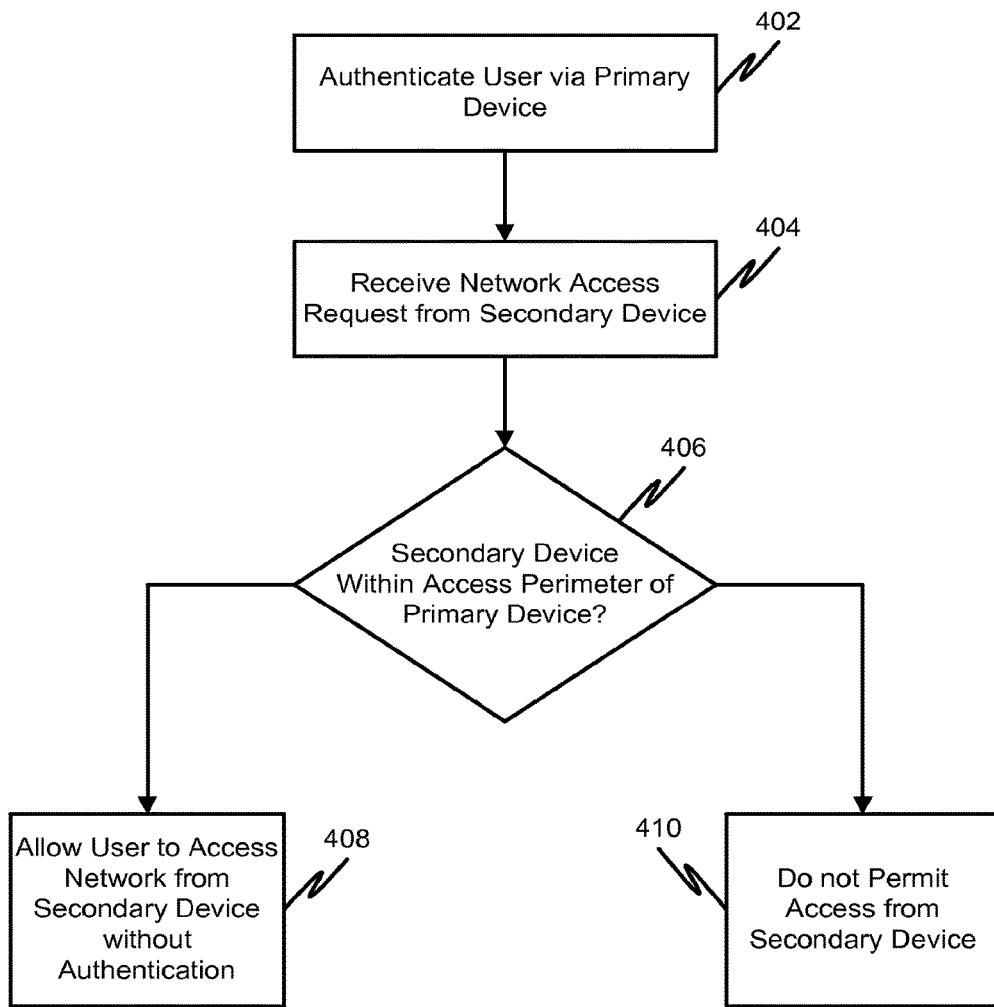 402
Authenticate User via Primary
Device
404
Receive Network Access
Request from Secondary Device
406
Secondary Device
Within Access Perimeter of
Primary Device?
408
Allow User to Access
Network from
Secondary Device
without
Authentication
410
Do not Permit
Access from
Secondary Device